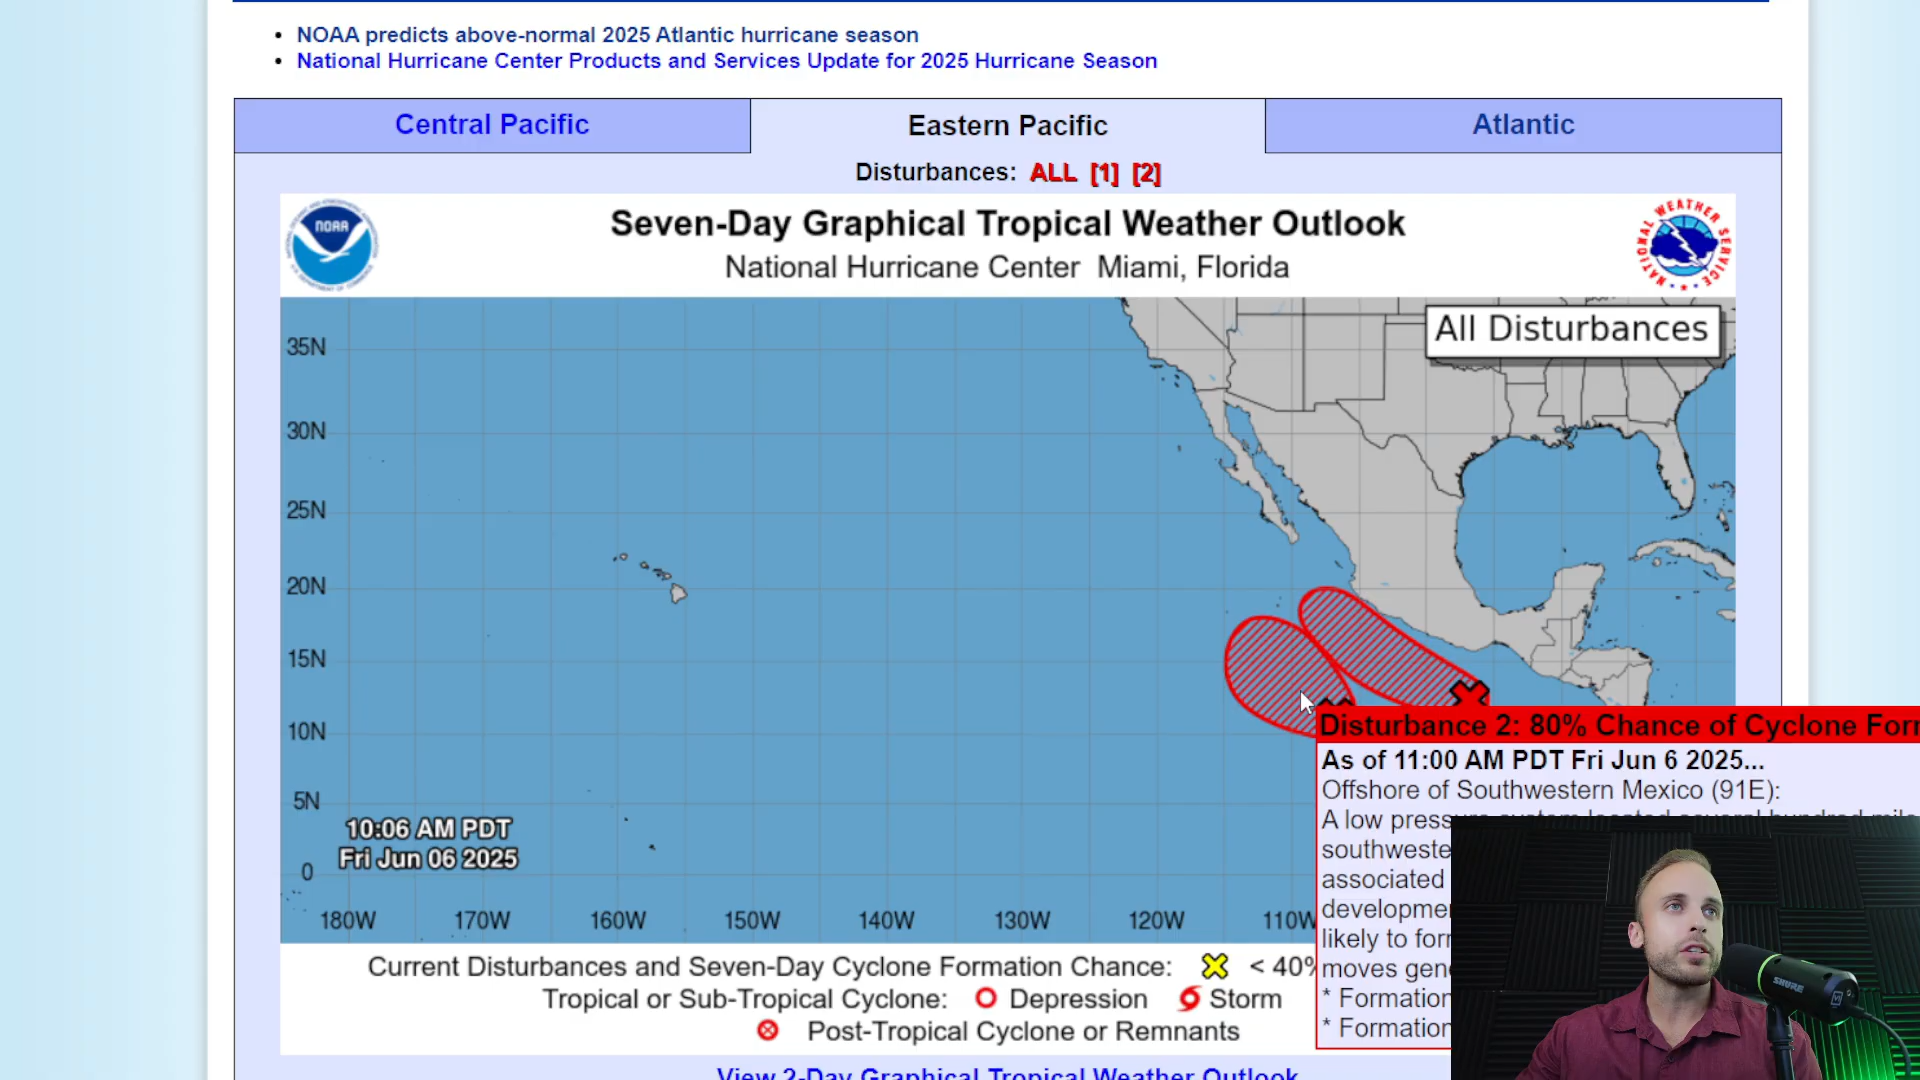 NOAA predicts above-normal 2025 Atlantic hurricane season
National Hurricane Center Products and Services Update for 2025 Hurricane Season
Central Pacific
Eastern Pacific
Atlantic
Disturbances: ALL [1] [2]
NOAA
Seven-Day Graphical Tropical Weather Outlook
National Hurricane Center Miami, Florida
NATIONAL WEATHER SERVICE
All Disturbances
35N
30N
25N
20N
15N
10N
5N
0
10:06 AM PDT
Fri Jun 06 2025
180W 170W 160W 150W 140W 130W 120W 110W
Disturbance 2: 80% Chance of Cyclone
As of 11:00 AM PDT Fri Jun 6 2025...
Offshore of Southwestern Mexico (91E):
A low
associated
likely to
moves
* Formation
* Formation
Current Disturbances and Seven-Day Cyclone Formation Chance: < 40%
Tropical or Sub-Tropical Cyclone: Depression Storm
Post-Tropical Cyclone or Remnants
View 2-Day Graphical Tropical Weather Outlook
SHURE